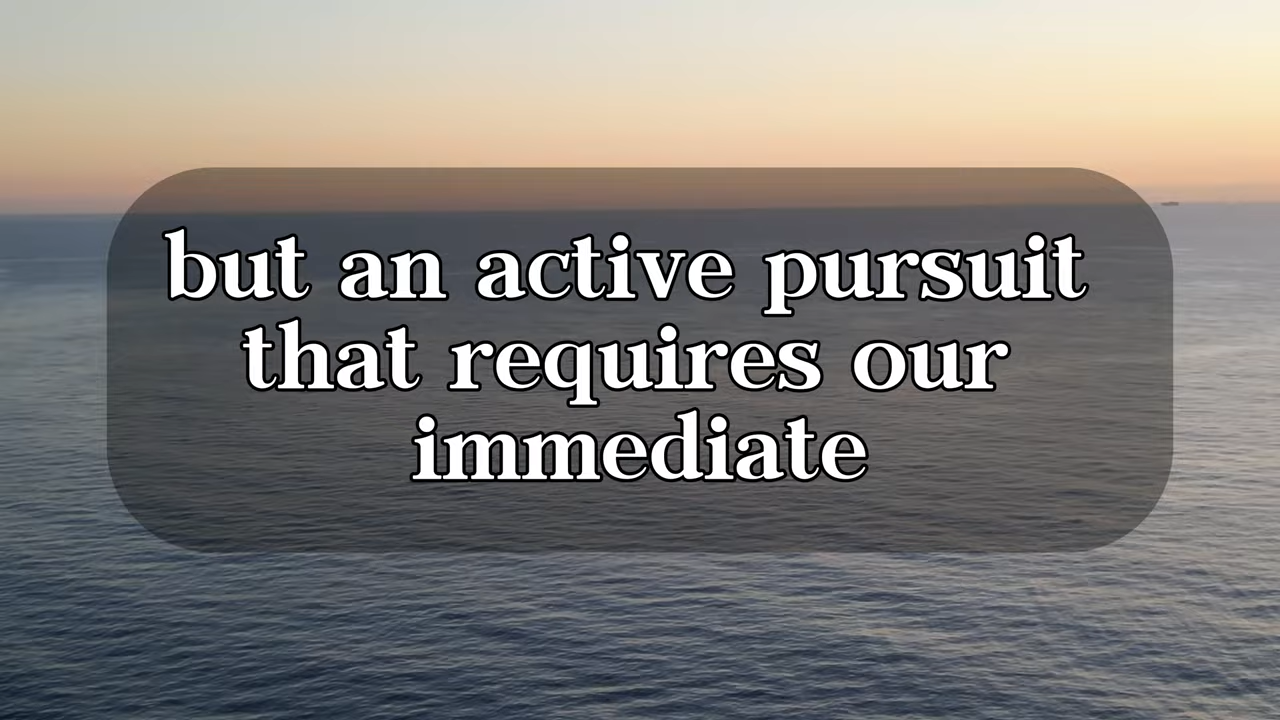 but an active pursuit
that requires our
immediate